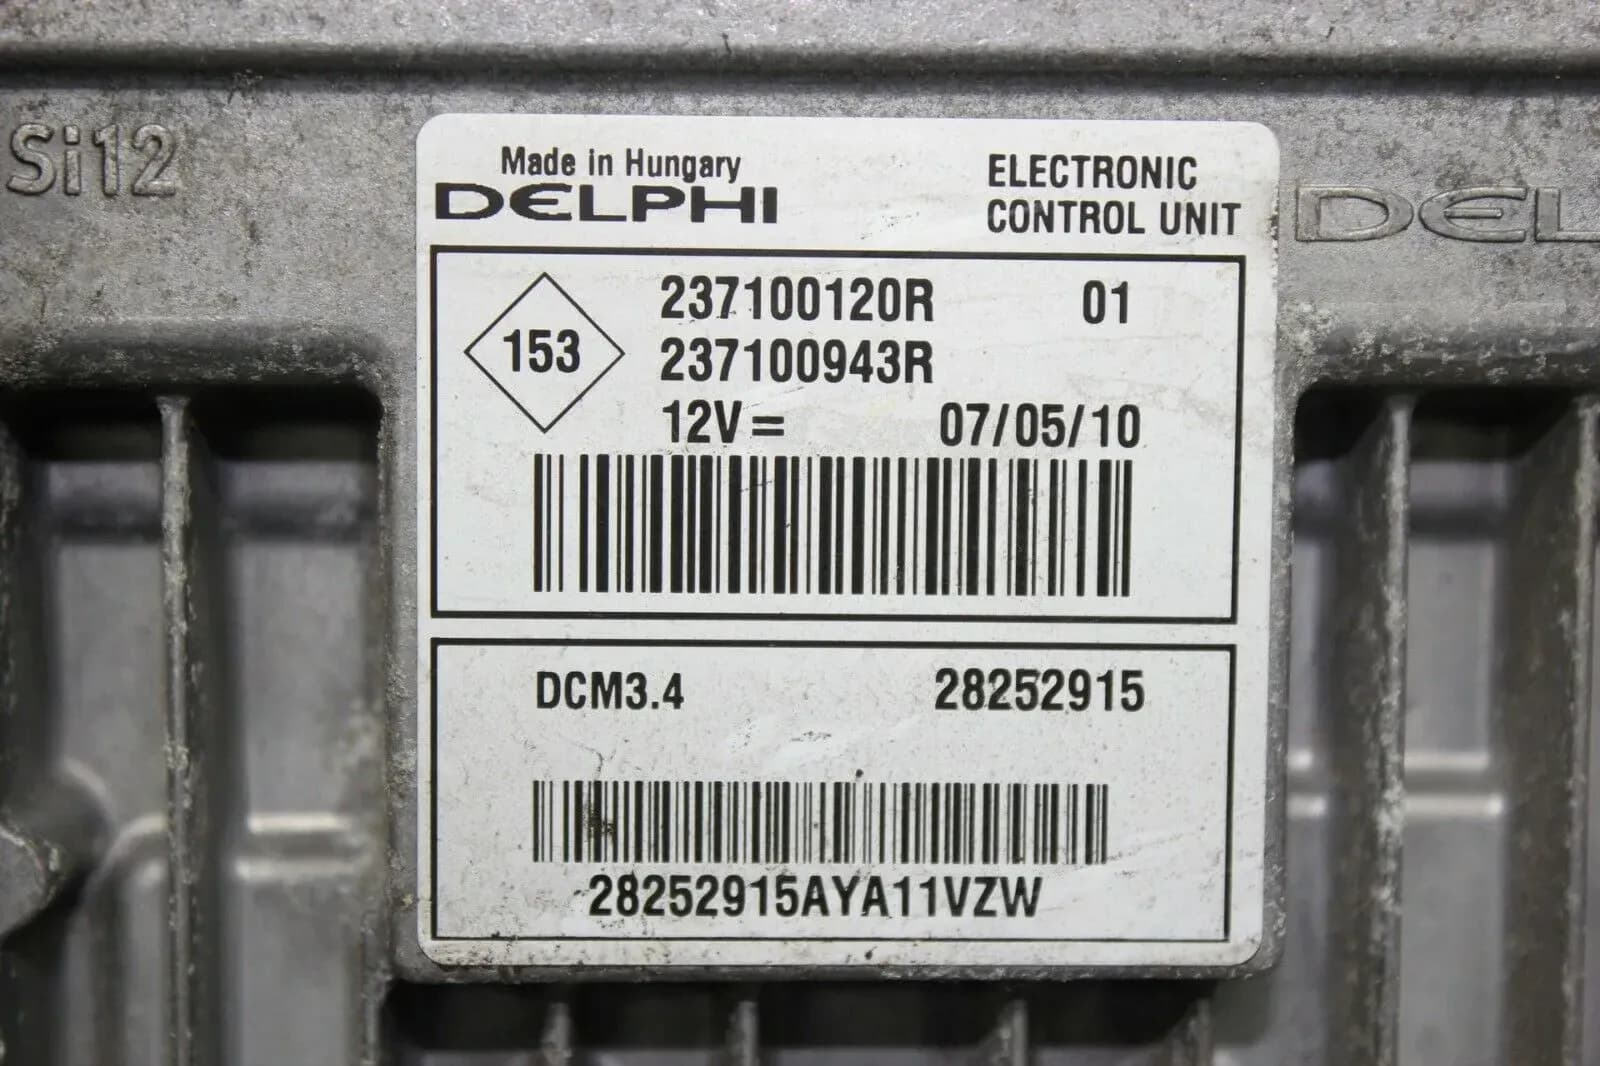 Si12
Made in Hungary
DELPHI
ELECTRONIC
CONTROL UNIT
DEL
153
237100120R 01
237100943R
12V= 07/05/10
DCM3.4 28252915
28252915AYA11VZW